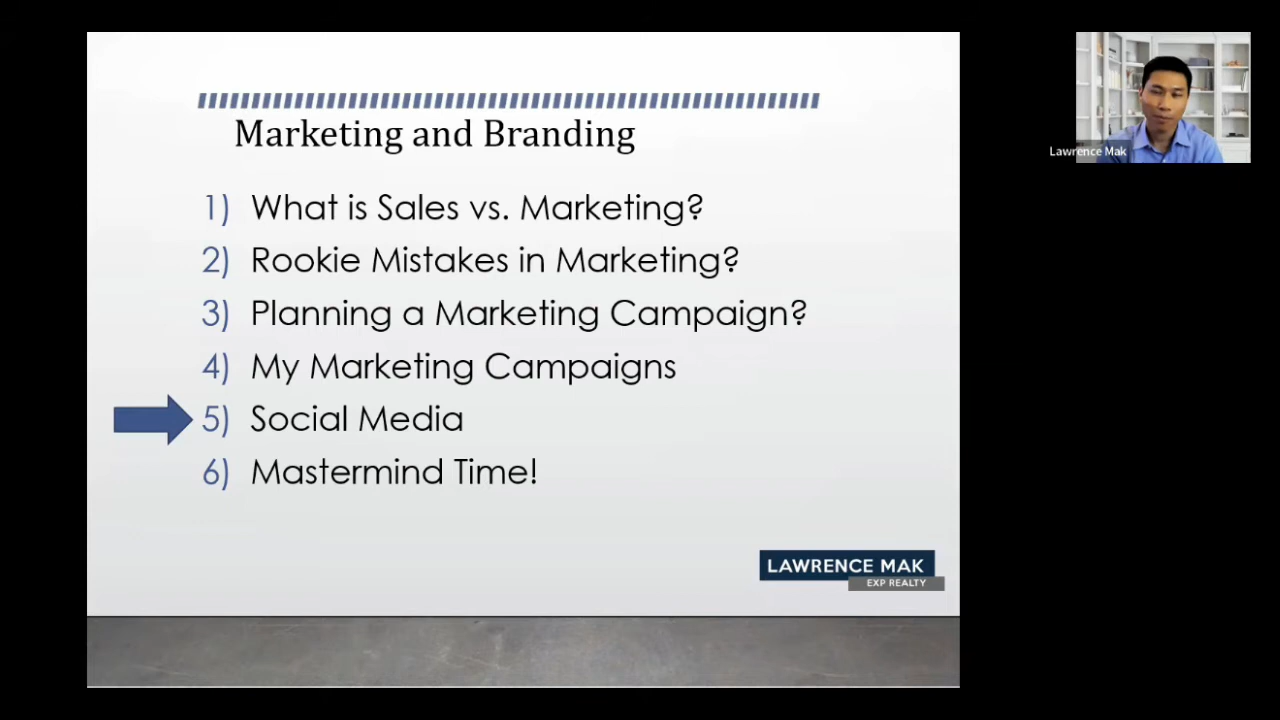 Marketing and Branding
1) What is Sales vs. Marketing?
2) Rookie Mistakes in Marketing?
3) Planning a Marketing Campaign?
4) My Marketing Campaigns
5) Social Media
6) Mastermind Time!
LAWRENCE MAK
EXP REALTY
Lawrence Mak